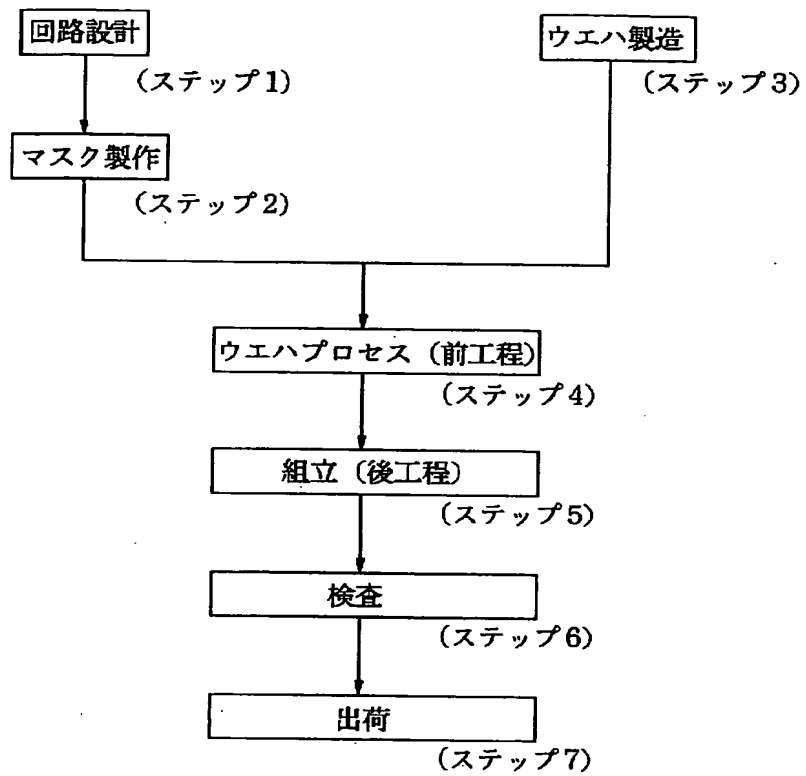 回路設計
(ステップ1)
ウエハ製造
(ステップ3)
マスク製作
(ステップ2)
ウエハプロセス (前工程)
(ステップ4)
組立 (後工程)
(ステップ5)
検査
(ステップ6)
出荷
(ステップ7)